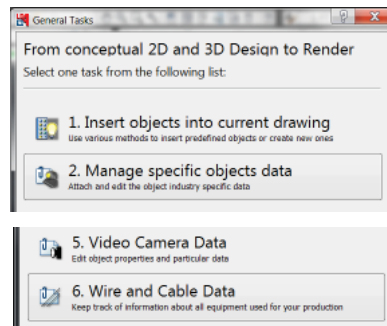 General Tasks
From conceptual 2D and 3D Design to Render
Select one task from the following list:
1. Insert objects into current drawing
Use various methods to insert predefined objects or create new ones
2. Manage specific objects data
Attach and edit the object industry specific data
5. Video Camera Data
Edit object properties and particular data
6. Wire and Cable Data
Keep track of information about all equipment used for your production